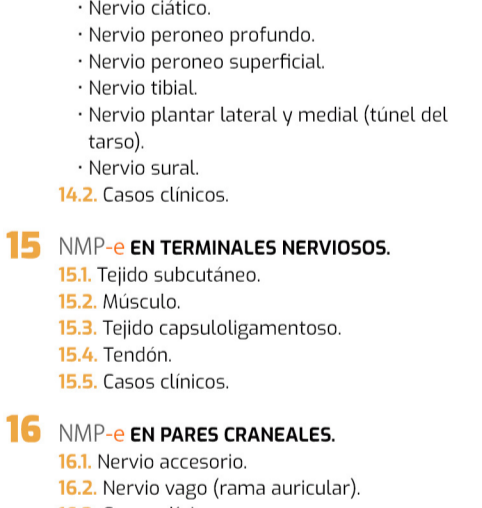 · Nervio ciático.
· Nervio peroneo profundo.
· Nervio peroneo superficial.
· Nervio tibial.
· Nervio plantar lateral y medial (túnel del
tarso).
· Nervio sural.
14.2. Casos clínicos.
15 NMP-e EN TERMINALES NERVIOSOS.
15.1. Tejido subcutáneo.
15.2. Músculo.
15.3. Tejido capsuloligamentoso.
15.4. Tendón.
15.5. Casos clínicos.
16 NMP-e EN PARES CRANEALES.
16.1. Nervio accesorio.
16.2. Nervio vago (rama auricular).